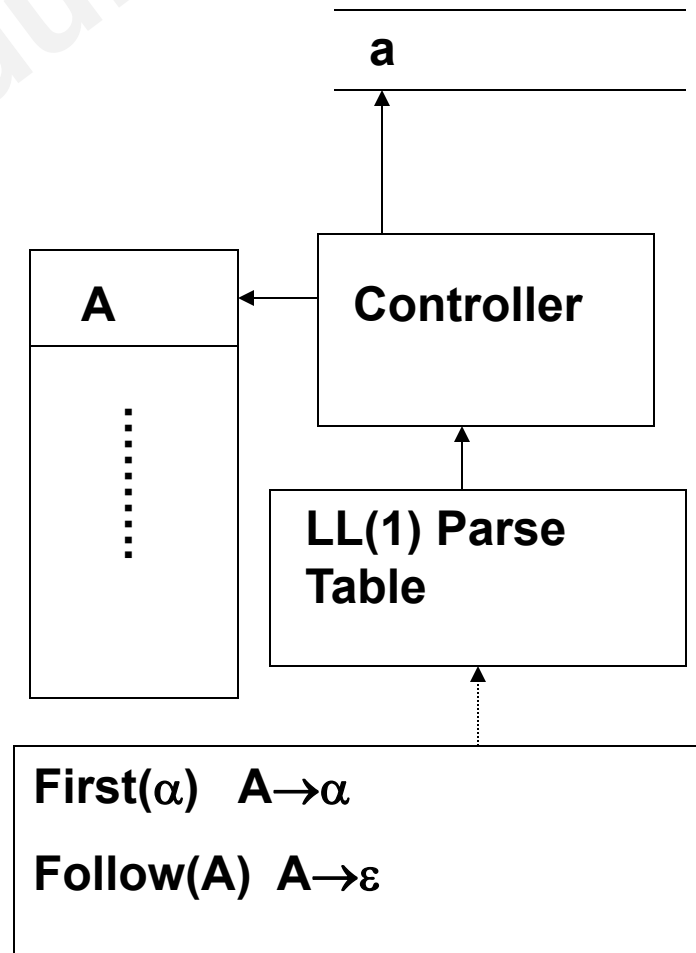 a
A
Controller
LL(1) Parse
Table
First(α) A→α
Follow(A) A→ε